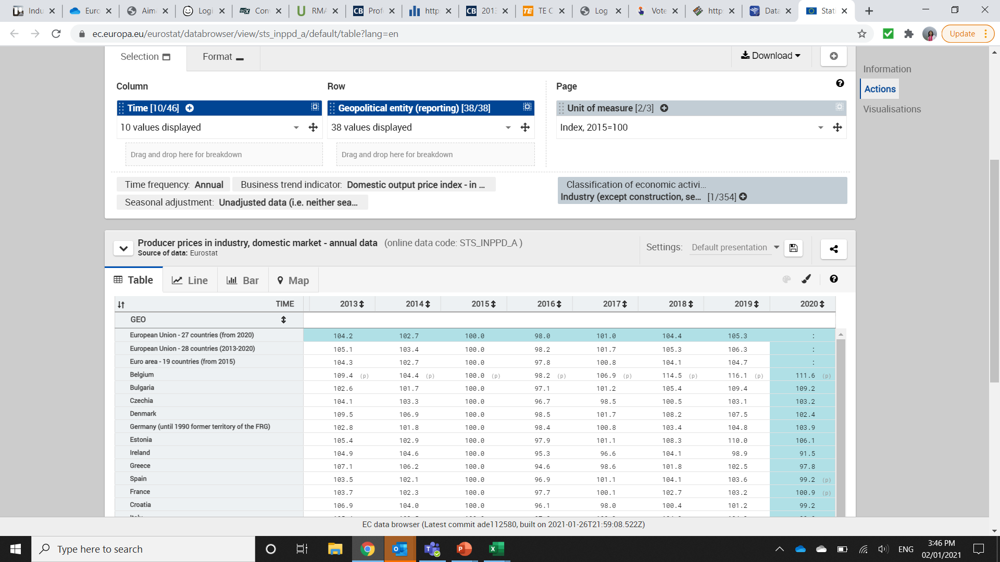 Indu
Euro
Aim
Logi
Con
RMA
Prof
http
2013
TE C
Log
Vote
http
Data
Stati
ec.europa.eu/eurostat/databrowser/view/sts_inppd_a/default/table?lang=en
Update
Selection
Format
Download
Information
Actions
Visualisations
Column
Row
Page
Time [10/46]
Geopolitical entity (reporting) [38/38]
Unit of measure [2/3]
10 values displayed
38 values displayed
Index, 2015=100
Drag and drop here for breakdown
Drag and drop here for breakdown
Time frequency: Annual
Business trend indicator: Domestic output price index - in ...
Classification of economic activi...
Industry (except construction, se... [1/354]
Seasonal adjustment: Unadjusted data (i.e. neither sea...
Producer prices in industry, domestic market - annual data (online data code: STS_INPPD_A )
Source of data: Eurostat
Settings: Default presentation
Table
Line
Bar
Map
TIME 2013 2014 2015 2016 2017 2018 2019 2020
GEO
European Union - 27 countries (from 2020) 104.2 102.7 100.0 98.0 101.0 104.4 105.3 :
European Union - 28 countries (2013-2020) 105.1 103.4 100.0 98.2 101.7 105.3 106.3 :
Euro area - 19 countries (from 2015) 104.3 102.7 100.0 97.8 100.8 104.1 104.7 :
Belgium 109.4 (p) 104.4 (p) 100.0 (p) 98.2 (p) 106.9 (p) 114.5 (p) 116.1 (p) 111.6 (p)
Bulgaria 102.6 101.7 100.0 97.1 101.2 105.4 109.4 109.2
Czechia 104.1 103.3 100.0 96.7 98.5 100.5 103.1 103.2
Denmark 109.5 106.9 100.0 98.5 101.7 108.2 107.5 102.4
Germany (until 1990 former territory of the FRG) 102.8 101.8 100.0 98.4 100.8 103.4 104.8 103.9
Estonia 105.4 102.9 100.0 97.9 101.1 108.3 110.0 106.1
Ireland 104.9 104.6 100.0 95.3 96.6 104.1 98.9 91.5
Greece 107.1 106.2 100.0 94.6 98.6 101.8 102.5 97.8
Spain 103.5 102.1 100.0 96.9 101.1 104.1 103.6 99.2 (p)
France 103.7 102.3 100.0 97.7 100.1 102.7 103.2 100.9 (p)
Croatia 106.9 104.0 100.0 96.1 98.0 100.4 101.2 99.2
EC data browser (Latest commit ade112580, built on 2021-01-26T21:59:08.522Z)
Type here to search
ENG
3:46 PM
02/01/2021